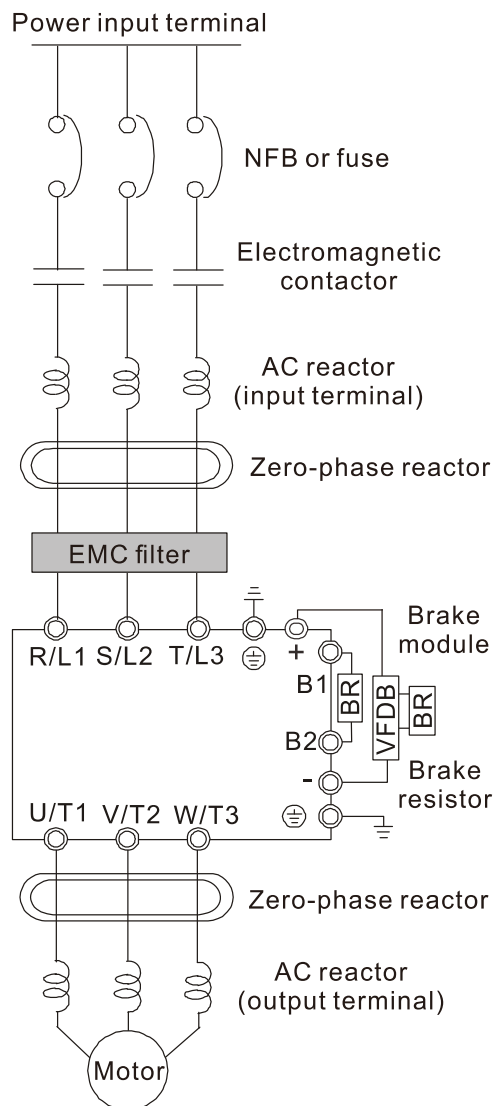 Power input terminal
NFB or fuse
Electromagnetic
contactor
AC reactor
(input terminal)
Zero-phase reactor
EMC filter
R/L1 S/L2 T/L3
+
Brake
module
B1
BR
VFDB
BR
B2
-
Brake
resistor
U/T1 V/T2 W/T3
Zero-phase reactor
AC reactor
(output terminal)
Motor